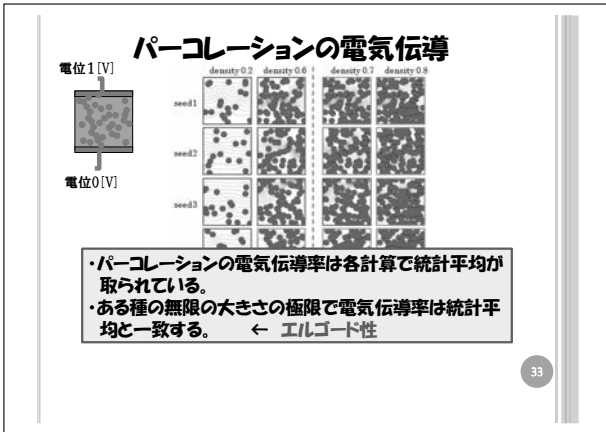 パーコレーションの電気伝導
電位1[V]
density 0.2 density 0.6 density 0.7 density 0.8
seed1
seed2
電位0[V]
seed3
・パーコレーションの電気伝導率は各計算で統計平均が
取られている。
・ある種の無限の大きさの極限で電気伝導率は統計平
均と一致する。 ← エルゴード性
33